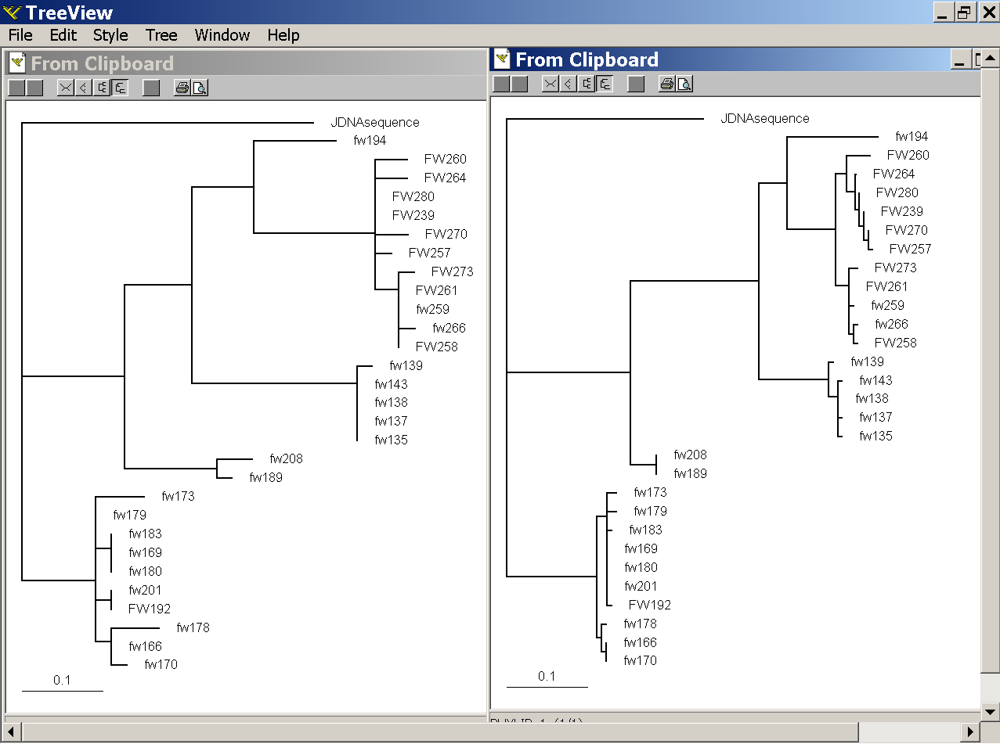 TreeView
File Edit Style Tree Window Help
From Clipboard
JDNAsequence
fw194
FW260
FW264
FW280
FW239
FW270
FW257
FW273
FW261
fw259
fw266
FW258
fw139
fw143
fw138
fw137
fw135
fw208
fw189
fw173
fw179
fw183
fw169
fw180
fw201
FW192
fw178
fw166
fw170
0.1
From Clipboard
JDNAsequence
fw194
FW260
FW264
FW280
FW239
FW270
FW257
FW273
FW261
fw259
fw266
FW258
fw139
fw143
fw138
fw137
fw135
fw208
fw189
fw173
fw179
fw183
fw169
fw180
fw201
FW192
fw178
fw166
fw170
0.1